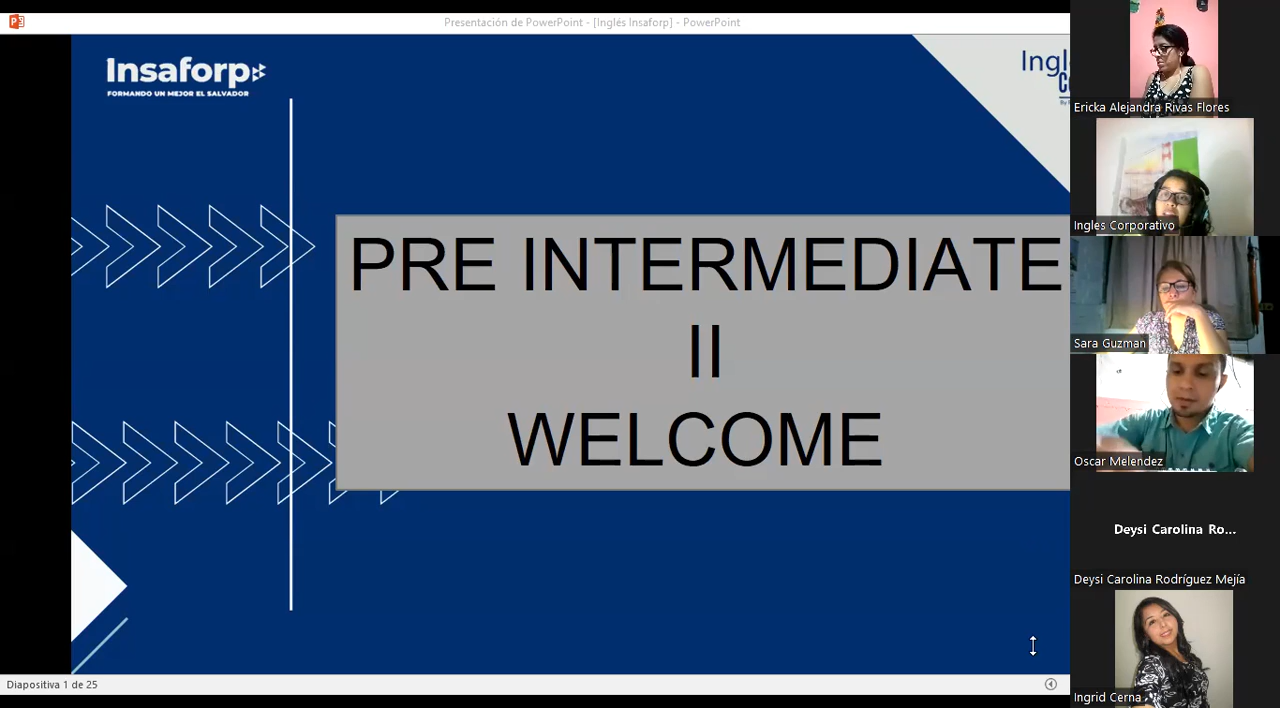 Presentación de PowerPoint - [Inglés Insaforp] - PowerPoint
Insaforp
FORMANDO UN MEJOR EL SALVADOR
PRE INTERMEDIATE
II
WELCOME
Diapositiva 1 de 25
Ericka Alejandra Rivas Flores
Ingles Corporativo
Sara Guzman
Oscar Melendez
Deysi Carolina Ro...
Deysi Carolina Rodríguez Mejía
Ingrid Cerna